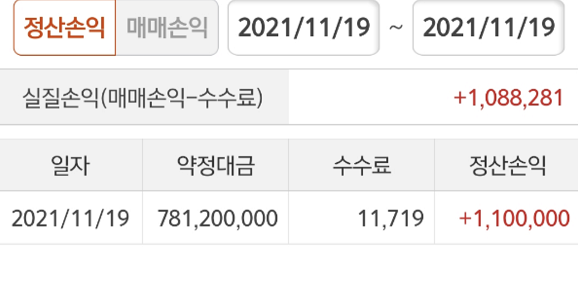 정산손익 매매손익 2021/11/19 ~ 2021/11/19
실질손익(매매손익-수수료) +1,088,281
일자 약정대금 수수료 정산손익
2021/11/19 781,200,000 11,719 +1,100,000